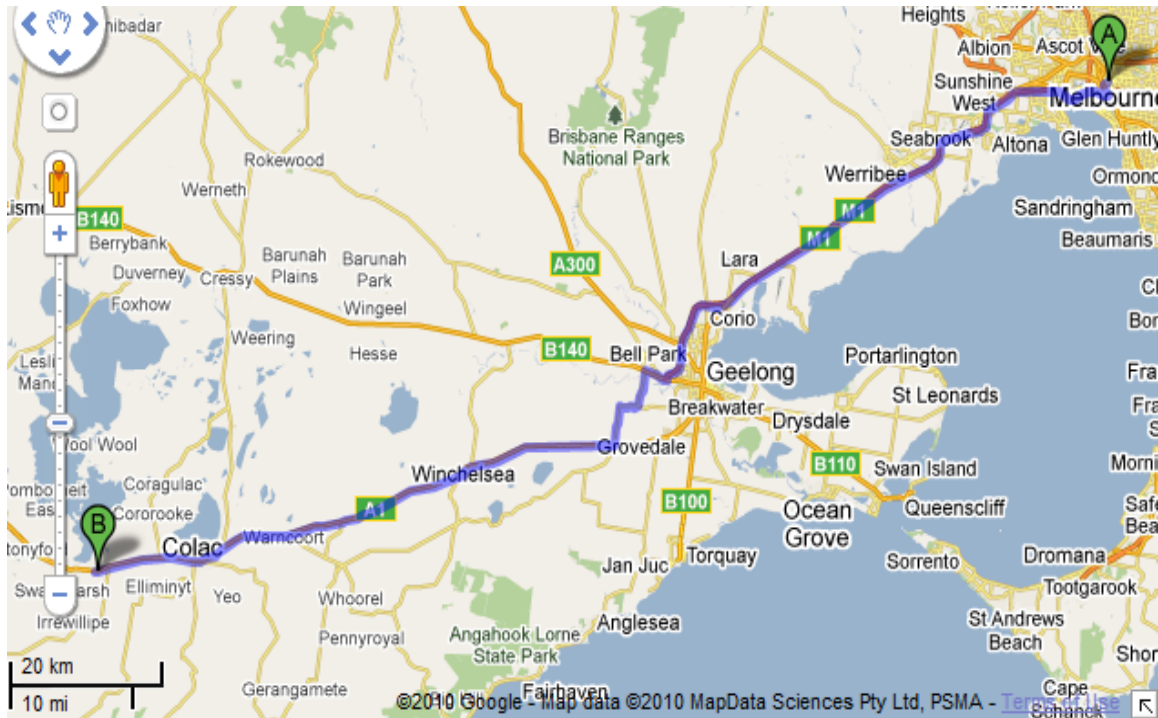 Heights
Albion
Ascot Va
A
Sunshine
West
Melbourne
Seabrook
Altona
Glen Huntly
Brisbane Ranges
National Park
Rokewood
Werribee
Ormon
Werneth
M1
Sandringham
B140
M1
Beaumaris
Berrybank
Barunah
Plains
Barunah
Park
A300
Lara
Duverney
Cressy
Foxhow
Wingeel
Corio
Weering
Hesse
B140
Bell Park
Portarlington
Geelong
St Leonards
Breakwater
Drysdale
Wool Wool
Grovedale
Winchelsea
B110
Swan Island
Coragulac
A1
B100
Queenscliff
Cororooke
Ocean
Grove
B
Colac
Warncoort
Torquay
Sorrento
Dromana
Jan Juc
Elliminyt
Tootgarook
Yeo
Whoorel
Irrewillipe
Anglesea
St Andrews
Beach
Pennyroyal
Angahook Lorne
State Park
20 km
Gerangamete
Fairhaven
Cape
10 mi
©2010 Google - Map data ©2010 MapData Sciences Pty Ltd, PSMA - Terms of Use